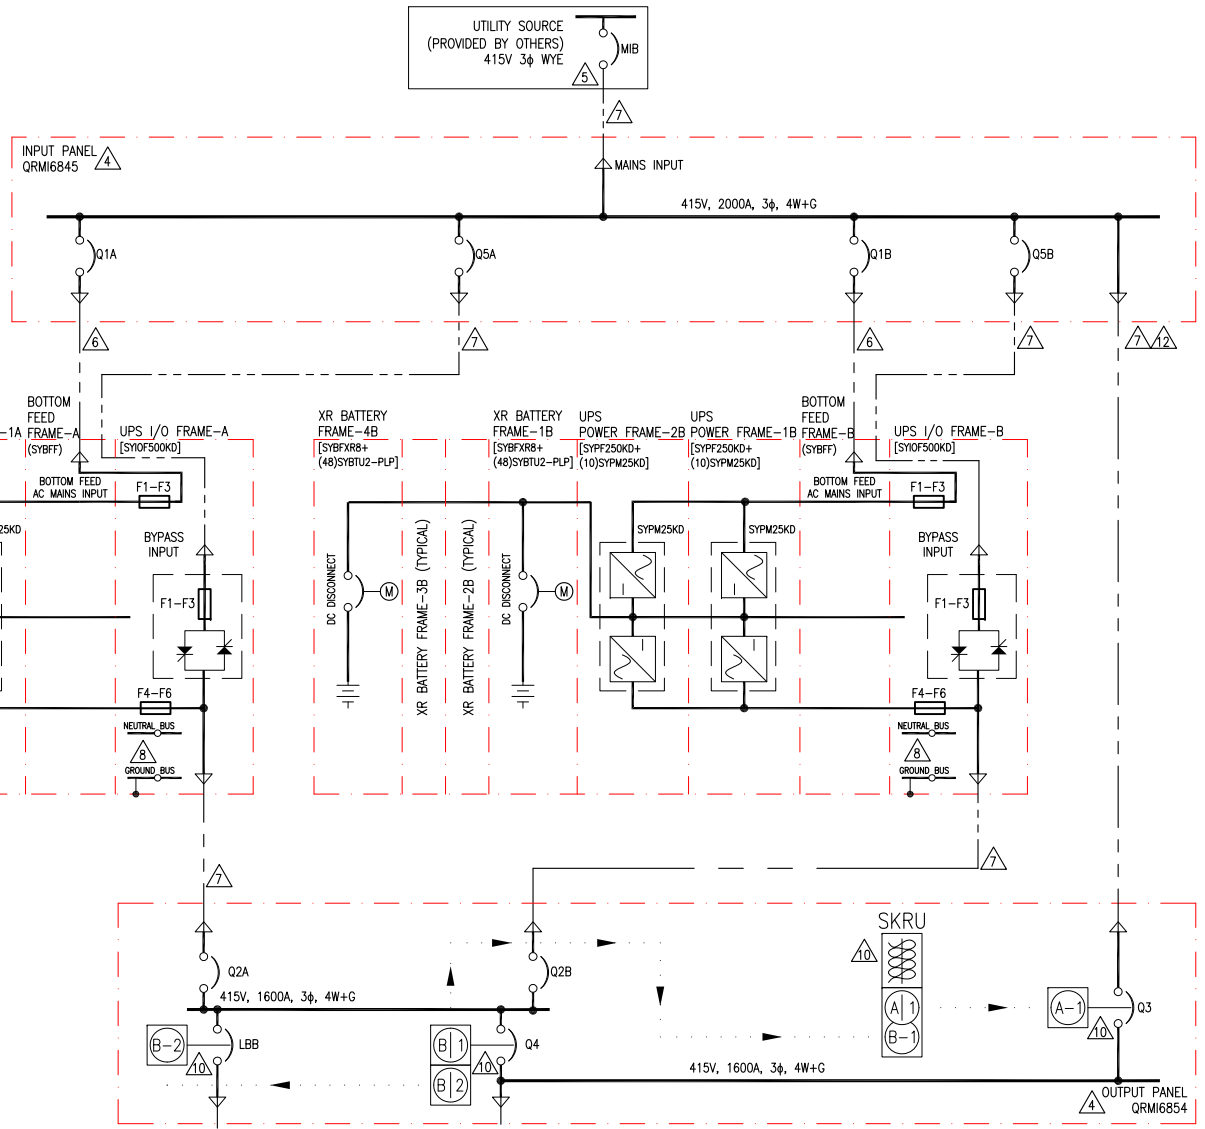 UTILITY SOURCE
(PROVIDED BY OTHERS)
415V 3ϕ WYE
MIB
5
7
INPUT PANEL
QRMI6845
4
MAINS INPUT
415V, 2000A, 3ϕ, 4W+G
Q1A
Q5A
Q1B
Q5B
6
7
6
7
7
12
-1A
BOTTOM
FEED
FRAME-A
(SYBFF)
UPS I/O FRAME-A
[SYIOF500KD]
XR BATTERY
FRAME-4B
[SYBFXR8+
(48)SYBTU2-PLP]
XR BATTERY
FRAME-1B
[SYBFXR8+
(48)SYBTU2-PLP]
UPS
POWER FRAME-2B
[SYPF250KD+
(10)SYPM25KD]
UPS
POWER FRAME-1B
[SYPF250KD+
(10)SYPM25KD]
BOTTOM
FEED
FRAME-B
(SYBFF)
UPS I/O FRAME-B
[SYIOF500KD]
BOTTOM FEED
AC MAINS INPUT
F1-F3
BOTTOM FEED
AC MAINS INPUT
F1-F3
25KD
SYPM25KD
SYPM25KD
BYPASS
INPUT
BYPASS
INPUT
F1-F3
F1-F3
DC DISCONNECT
M
XR BATTERY FRAME-3B (TYPICAL)
XR BATTERY FRAME-2B (TYPICAL)
DC DISCONNECT
M
F4-F6
F4-F6
NEUTRAL BUS
8
GROUND BUS
NEUTRAL BUS
8
GROUND BUS
7
7
SKRU
10
A|1
B-1
Q2A
Q2B
415V, 1600A, 3ϕ, 4W+G
A-1
10
Q3
B-2
10
LBB
B|1
B|2
10
Q4
415V, 1600A, 3ϕ, 4W+G
4
OUTPUT PANEL
QRMI6854